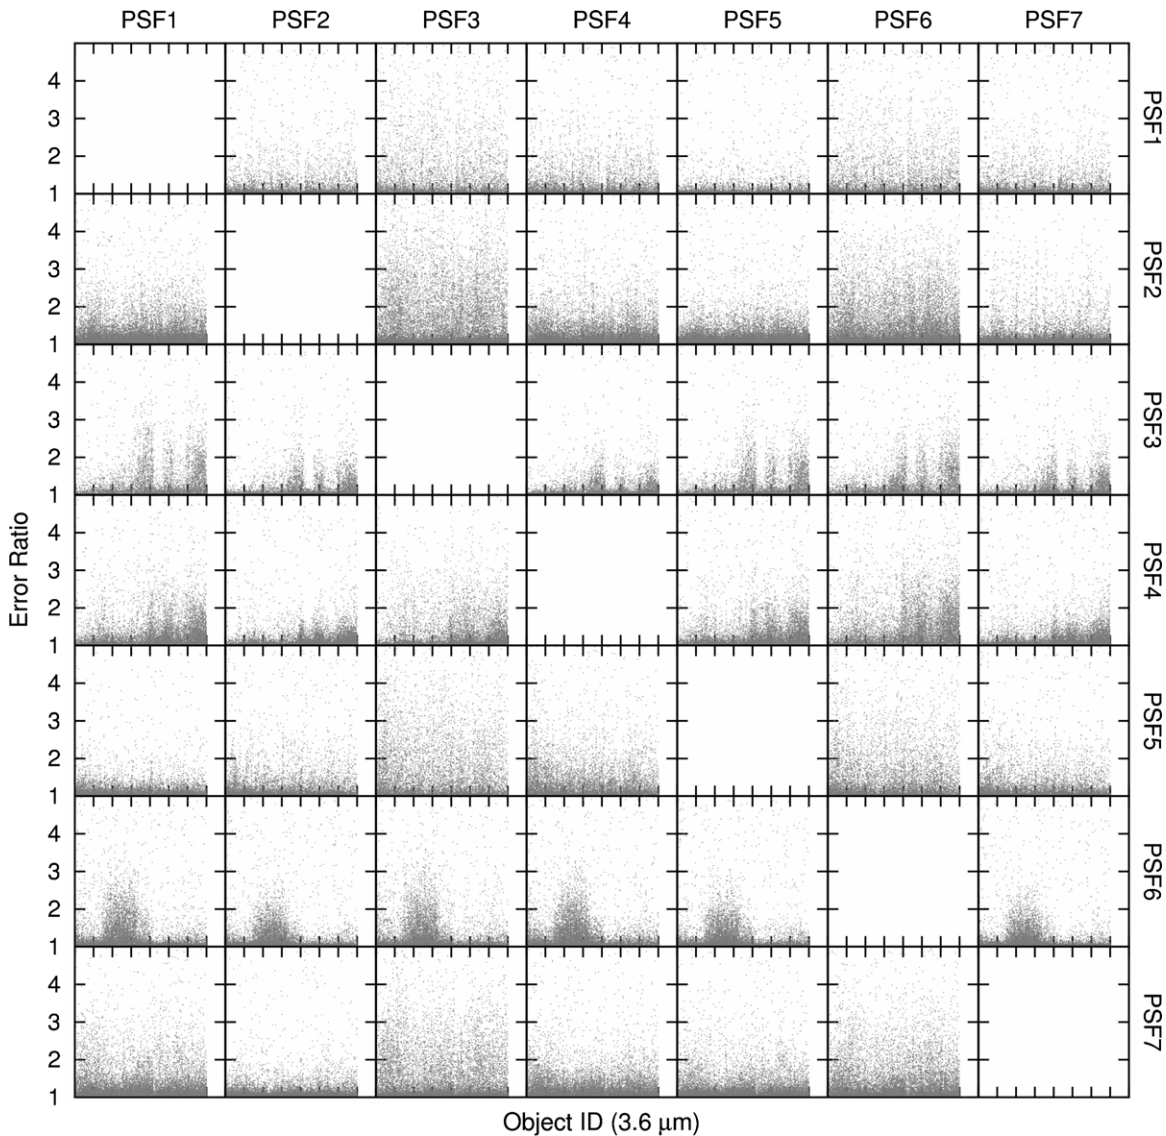 PSF1 PSF2 PSF3 PSF4 PSF5 PSF6 PSF7
4
3
2
1
PSF1
4
3
2
1
PSF2
4
3
2
1
PSF3
4
3
2
1
PSF4
4
3
2
1
PSF5
4
3
2
1
PSF6
4
3
2
1
PSF7
Error Ratio
Object ID (3.6 μm)